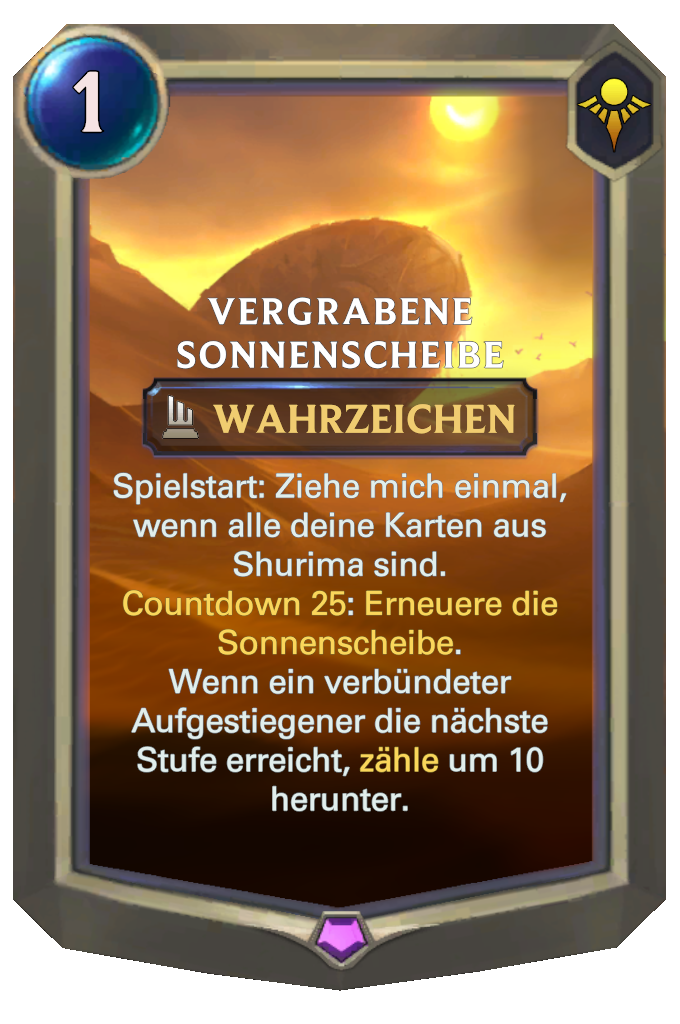 1
VERGRABENE
SONNENSCHEIBE
WAHRZEICHEN
Spielstart: Ziehe mich einmal,
wenn alle deine Karten aus
Shurima sind.
Countdown 25: Erneuere die
Sonnenscheibe.
Wenn ein verbündeter
Aufgestiegener die nächste
Stufe erreicht, zähle um 10
herunter.